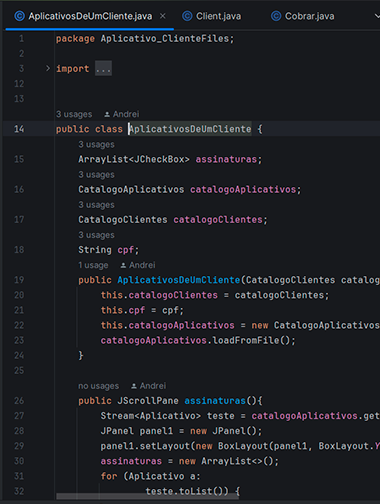 AplicativosDeUmCliente.java × Client.java Cobrar.java
1 package Aplicativo_ClienteFiles;
2
3 > import ...
12
13
3 usages Andrei
14 public class AplicativosDeUmCliente {
3 usages
15 ArrayList<JCheckBox> assinaturas;
3 usages
16 CatalogoAplicativos catalogoAplicativos;
3 usages
17 CatalogoClientes catalogoClientes;
3 usages
18 String cpf;
1 usage Andrei
19 public AplicativosDeUmCliente(CatalogoClientes catalog
20 this.catalogoClientes = catalogoClientes;
21 this.cpf = cpf;
22 this.catalogoAplicativos = new CatalogoAplicativos
23 catalogoAplicativos.loadFromFile();
24 }
25
no usages Andrei
26 public JScrollPane assinaturas(){
27 Stream<Aplicativo> teste = catalogoAplicativos.get
28 JPanel panel1 = new JPanel();
29 panel1.setLayout(new BoxLayout(panel1, BoxLayout.Y
30 assinaturas = new ArrayList<>();
31 for (Aplicativo a:
32 teste.toList()) {